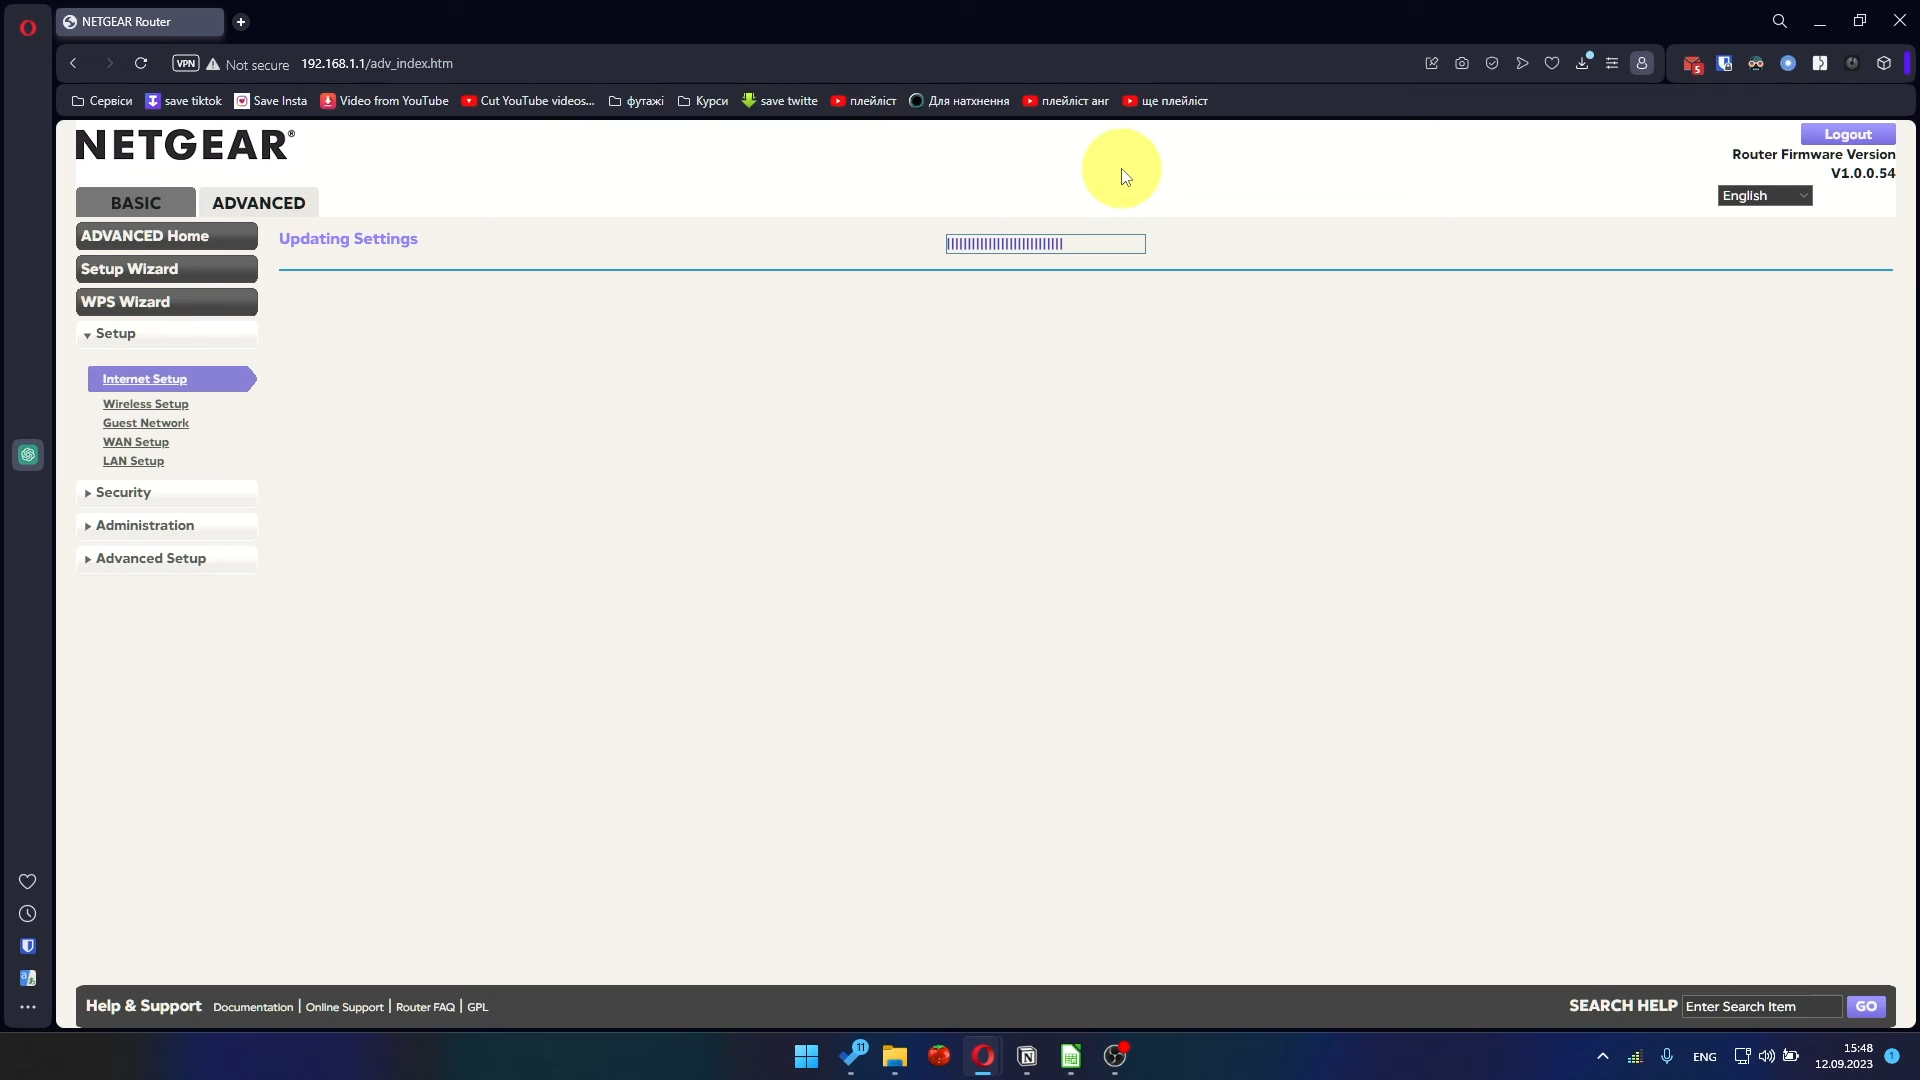 NETGEAR Router
VPN Not secure 192.168.1.1/adv_index.htm
5
Сервіси save tiktok Save Insta Video from YouTube Cut YouTube videos... футажі Курси save twitte плейліст Для натхнення плейліст анг ще плейліст
NETGEAR®
Logout
Router Firmware Version
V1.0.0.54
English
BASIC ADVANCED
ADVANCED Home
Updating Settings
Setup Wizard
WPS Wizard
Setup
Internet Setup
Wireless Setup
Guest Network
WAN Setup
LAN Setup
Security
Administration
Advanced Setup
Help & Support Documentation | Online Support | Router FAQ | GPL
SEARCH HELP Enter Search Item GO
11
ENG
15:48
12.09.2023
1